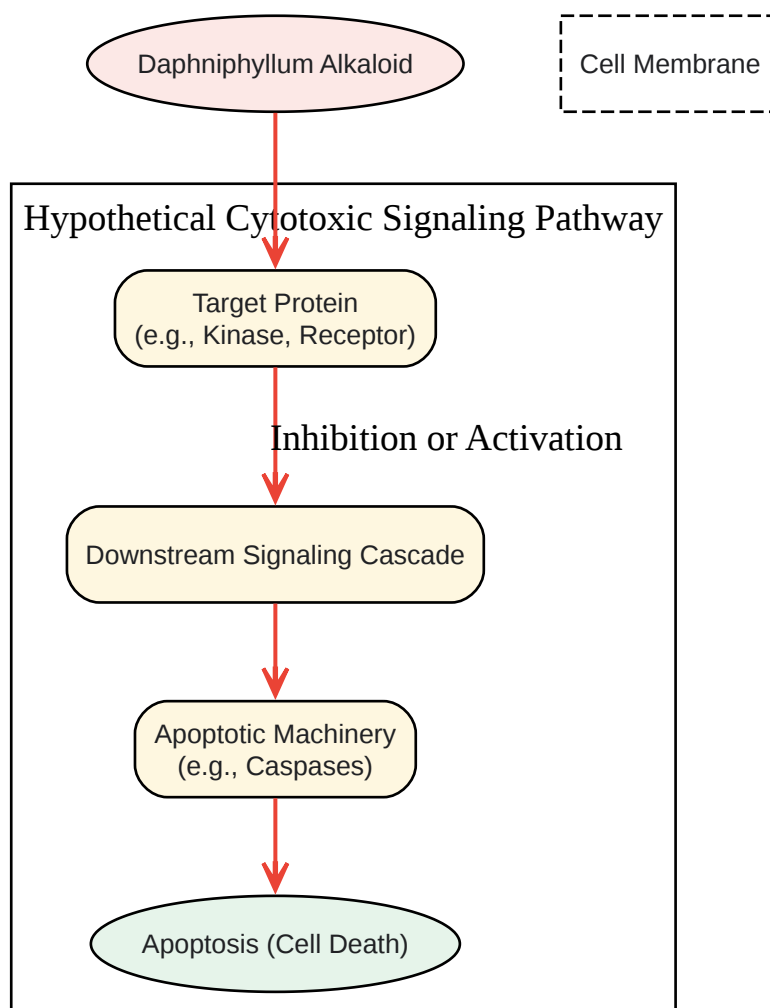 Daphniphyllum Alkaloid
Cell Membrane
Hypothetical Cytotoxic Signaling Pathway
Target Protein
(e.g., Kinase, Receptor)
Inhibition or Activation
Downstream Signaling Cascade
Apoptotic Machinery
(e.g., Caspases)
Apoptosis (Cell Death)